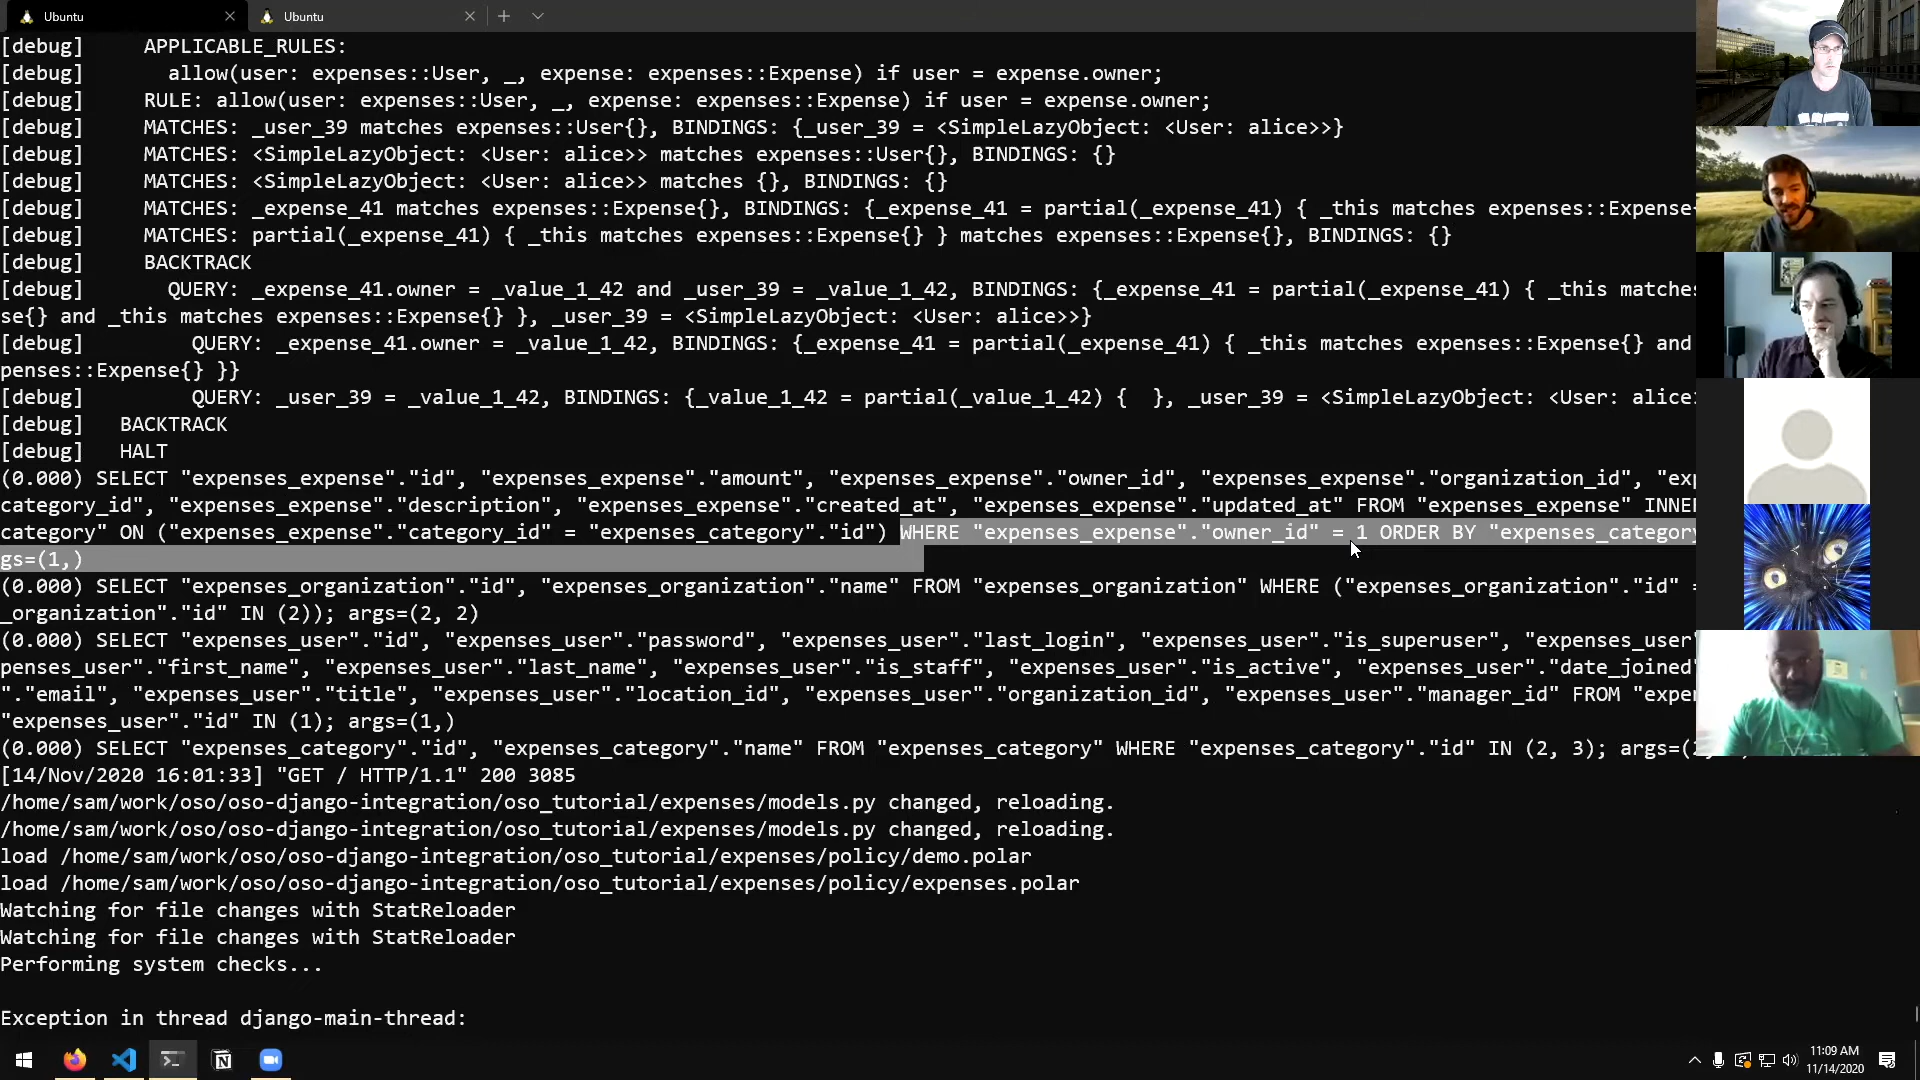 Ubuntu
Ubuntu
[debug] APPLICABLE_RULES:
[debug] allow(user: expenses::User, _, expense: expenses::Expense) if user = expense.owner;
[debug] RULE: allow(user: expenses::User, _, expense: expenses::Expense) if user = expense.owner;
[debug] MATCHES: _user_39 matches expenses::User{}, BINDINGS: {_user_39 = <SimpleLazyObject: <User: alice>>}
[debug] MATCHES: <SimpleLazyObject: <User: alice>> matches expenses::User{}, BINDINGS: {}
[debug] MATCHES: <SimpleLazyObject: <User: alice>> matches {}, BINDINGS: {}
[debug] MATCHES: _expense_41 matches expenses::Expense{}, BINDINGS: {_expense_41 = partial(_expense_41) { _this matches expenses::Expense
[debug] MATCHES: partial(_expense_41) { _this matches expenses::Expense{} } matches expenses::Expense{}, BINDINGS: {}
[debug] BACKTRACK
[debug] QUERY: _expense_41.owner = _value_1_42 and _user_39 = _value_1_42, BINDINGS: {_expense_41 = partial(_expense_41) { _this matches
se{} and _this matches expenses::Expense{} }, _user_39 = <SimpleLazyObject: <User: alice>>}
[debug] QUERY: _expense_41.owner = _value_1_42, BINDINGS: {_expense_41 = partial(_expense_41) { _this matches expenses::Expense{} and
penses::Expense{} }}
[debug] QUERY: _user_39 = _value_1_42, BINDINGS: {_value_1_42 = partial(_value_1_42) { }, _user_39 = <SimpleLazyObject: <User: alice
[debug] BACKTRACK
[debug] HALT
(0.000) SELECT "expenses_expense"."id", "expenses_expense"."amount", "expenses_expense"."owner_id", "expenses_expense"."organization_id", "exp
category_id", "expenses_expense"."description", "expenses_expense"."created_at", "expenses_expense"."updated_at" FROM "expenses_expense" INNE
category" ON ("expenses_expense"."category_id" = "expenses_category"."id") WHERE "expenses_expense"."owner_id" = 1 ORDER BY "expenses_category
gs=(1,)
(0.000) SELECT "expenses_organization"."id", "expenses_organization"."name" FROM "expenses_organization" WHERE ("expenses_organization"."id" =
_organization"."id" IN (2)); args=(2, 2)
(0.000) SELECT "expenses_user"."id", "expenses_user"."password", "expenses_user"."last_login", "expenses_user"."is_superuser", "expenses_user"
penses_user"."first_name", "expenses_user"."last_name", "expenses_user"."is_staff", "expenses_user"."is_active", "expenses_user"."date_joined"
"."email", "expenses_user"."title", "expenses_user"."location_id", "expenses_user"."organization_id", "expenses_user"."manager_id" FROM "expen
"expenses_user"."id" IN (1); args=(1,)
(0.000) SELECT "expenses_category"."id", "expenses_category"."name" FROM "expenses_category" WHERE "expenses_category"."id" IN (2, 3); args=(
[14/Nov/2020 16:01:33] "GET / HTTP/1.1" 200 3085
/home/sam/work/oso/oso-django-integration/oso_tutorial/expenses/models.py changed, reloading.
/home/sam/work/oso/oso-django-integration/oso_tutorial/expenses/models.py changed, reloading.
load /home/sam/work/oso/oso-django-integration/oso_tutorial/expenses/policy/demo.polar
load /home/sam/work/oso/oso-django-integration/oso_tutorial/expenses/policy/expenses.polar
Watching for file changes with StatReloader
Watching for file changes with StatReloader
Performing system checks...
Exception in thread django-main-thread:
11:09 AM
11/14/2020